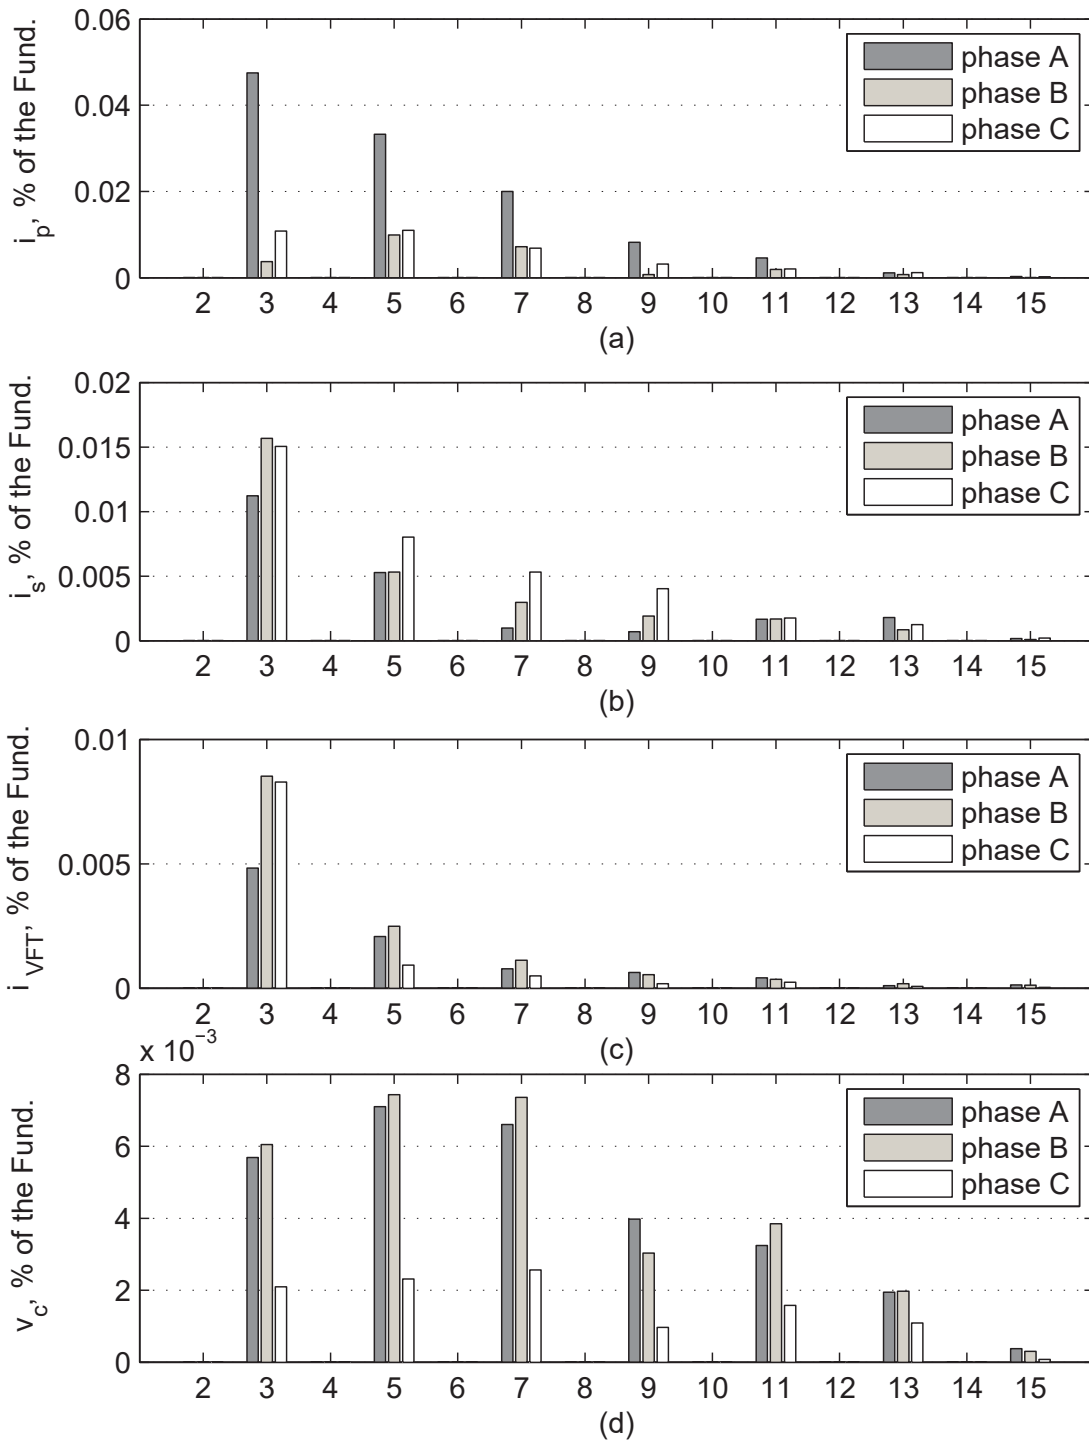 i_p, % of the Fund.
0.06
0.04
0.02
0
phase A
phase B
phase C
2 3 4 5 6 7 8 9 10 11 12 13 14 15
(a)
i_s, % of the Fund.
0.02
0.015
0.01
0.005
0
phase A
phase B
phase C
2 3 4 5 6 7 8 9 10 11 12 13 14 15
(b)
i_VFT, % of the Fund.
0.01
0.005
0
phase A
phase B
phase C
2 3 4 5 6 7 8 9 10 11 12 13 14 15
(c)
x 10⁻³
v_c, % of the Fund.
8
6
4
2
0
phase A
phase B
phase C
2 3 4 5 6 7 8 9 10 11 12 13 14 15
(d)